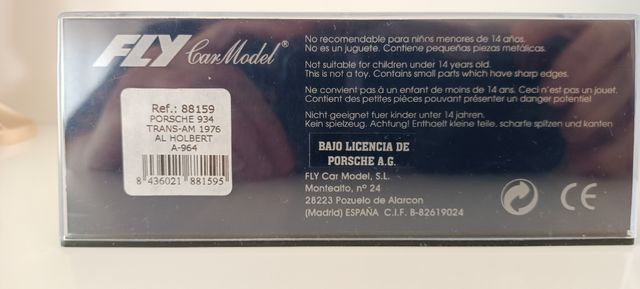 FLY Car Model®
Ref.: 88159
PORSCHE 934
TRANS-AM 1976
AL HOLBERT
A-964
8 436021 881595
No recomendable para niños menores de 14 años.
No es un juguete. Contiene pequeñas piezas metálicas.
Not suitable for children under 14 years old.
This is not a toy. Contains small parts which have sharp edges.
Ne convient pas à un enfant de moins de 14 ans. Ceci n'est pas un jouet.
Contient des petites pièces pouvant présenter un danger potentiel
Nicht geeignet fuer kinder unter 14 jahren.
Kein spielzeug. Achtung! Enthaelt kleine teile, scharfe spitzen und kanten
BAJO LICENCIA DE
PORSCHE A.G.
FLY Car Model, S.L.
Montealto, nº 24
28223 Pozuelo de Alarcon
(Madrid) ESPAÑA C.I.F. B-82619024
CE